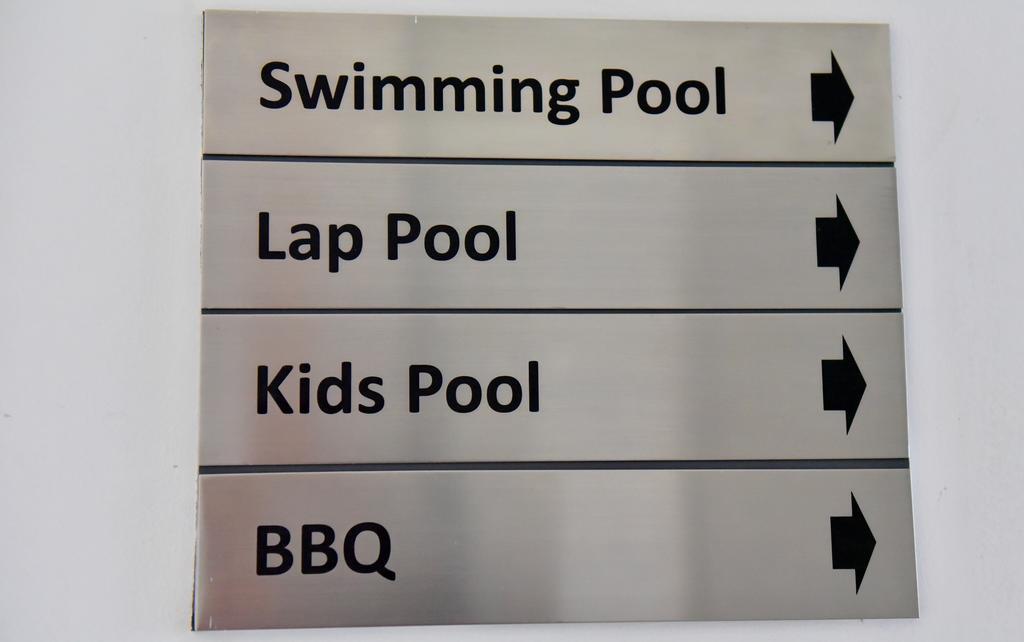 Swimming Pool
Lap Pool
Kids Pool
BBQ